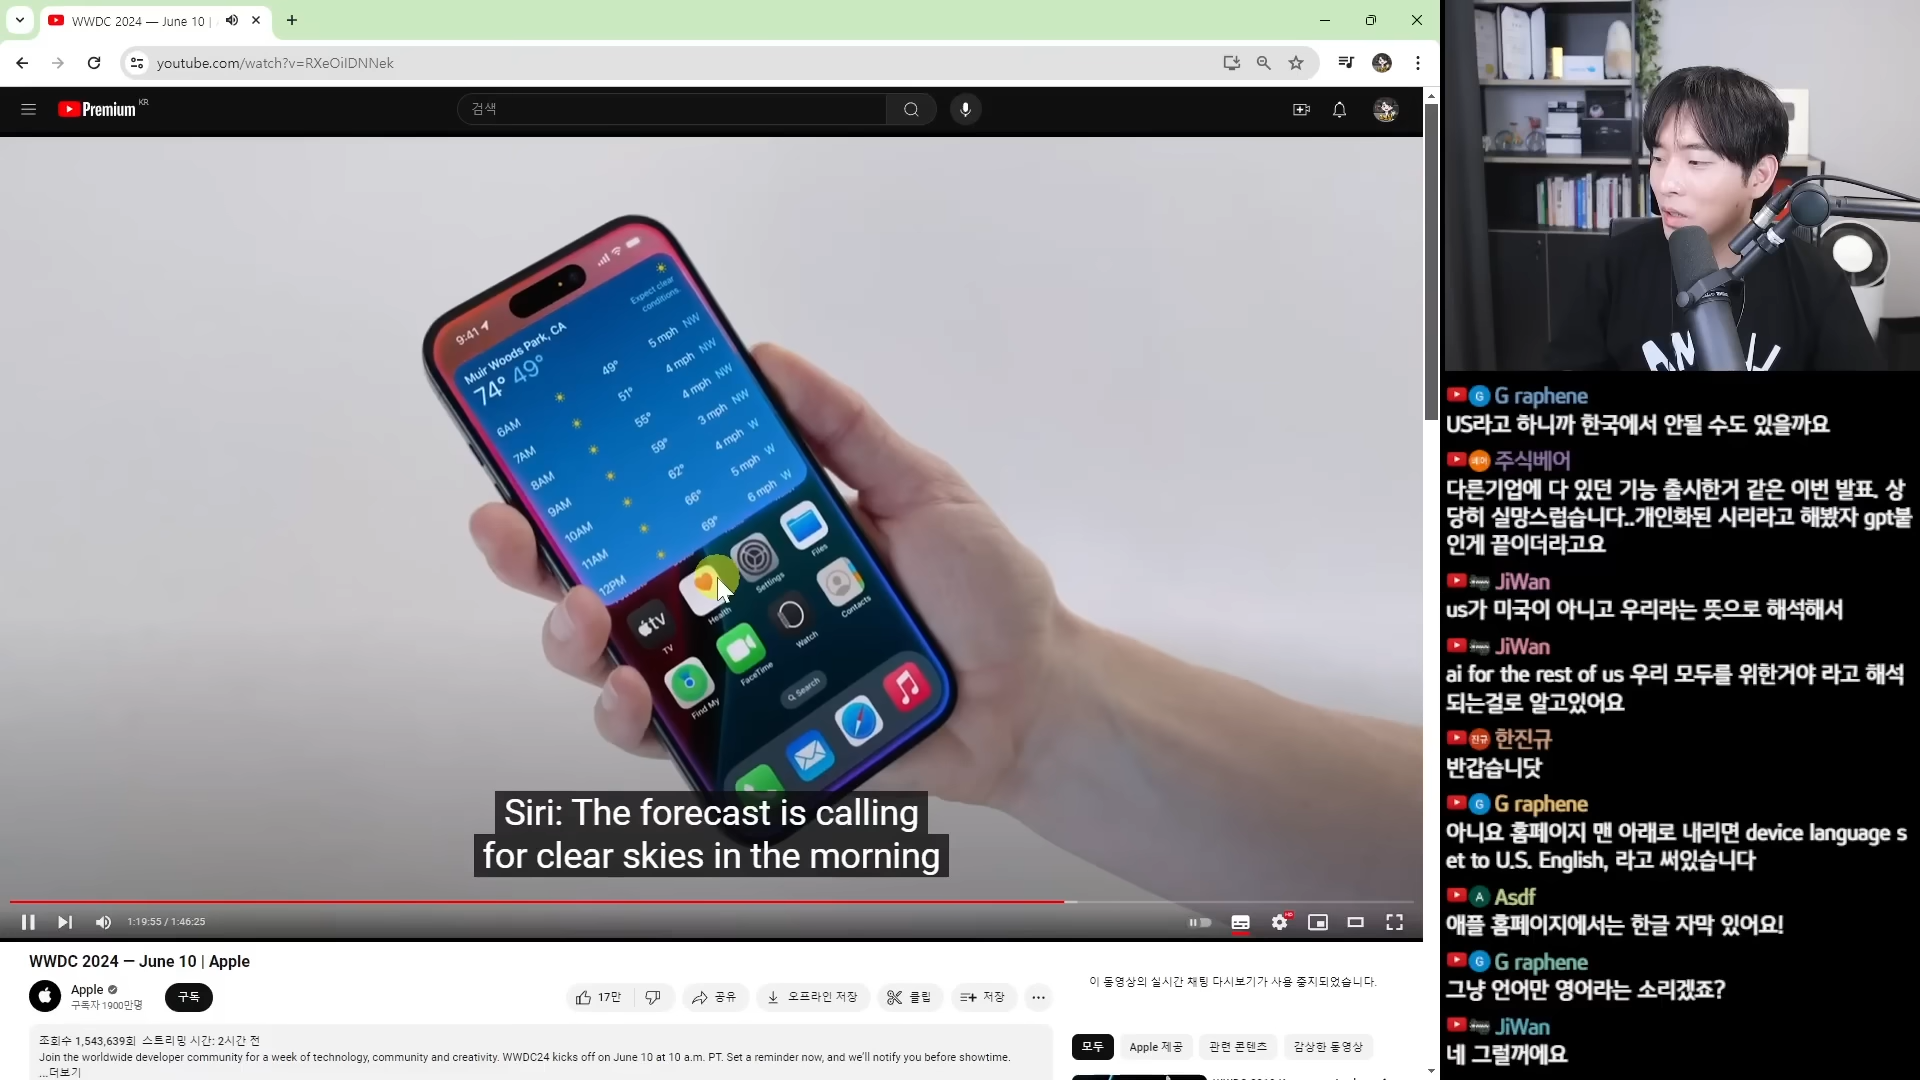 WWDC 2024 — June 10 |
youtube.com/watch?v=RXeOilDNNek
Premium KR
검색
9:41
Muir Woods Park, CA
74° 49°
Expect clear
conditions.
6AM 49° 5 mph NW
7AM 51° 4 mph NW
8AM 55° 4 mph NW
9AM 59° 3 mph NW
10AM 62° 4 mph W
11AM 66° 5 mph W
12PM 69° 6 mph W
tv
TV
Health
Settings
Files
Find My
FaceTime
Watch
Contacts
Search
Siri: The forecast is calling
for clear skies in the morning
1:19:55 / 1:46:25
WWDC 2024 — June 10 | Apple
Apple
구독자 1900만명
구독
17만
공유
오프라인 저장
클립
저장
조회수 1,543,639회 스트리밍 시간: 2시간 전
Join the worldwide developer community for a week of technology, community and creativity. WWDC24 kicks off on June 10 at 10 a.m. PT. Set a reminder now, and we'll notify you before showtime.
...더보기
이 동영상의 실시간 채팅 다시보기가 사용 중지되었습니다.
모두
Apple 제공
관련 콘텐츠
감상한 동영상
G raphene
US라고 하니까 한국에서 안될 수도 있을까요
주식베어
다른기업에 다 있던 기능 출시한거 같은 이번 발표. 상
당히 실망스럽습니다..개인화된 시리라고 해봤자 gpt붙
인게 끝이더라고요
JiWan
us가 미국이 아니고 우리라는 뜻으로 해석해서
JiWan
ai for the rest of us 우리 모두를 위한거야 라고 해석
되는걸로 알고있어요
한진규
반갑습니닷
G raphene
아니요 홈페이지 맨 아래로 내리면 device language s
et to U.S. English, 라고 써있습니다
Asdf
애플 홈페이지에서는 한글 자막 있어요!
G raphene
그냥 언어만 영어라는 소리겠죠?
JiWan
네 그럴꺼에요